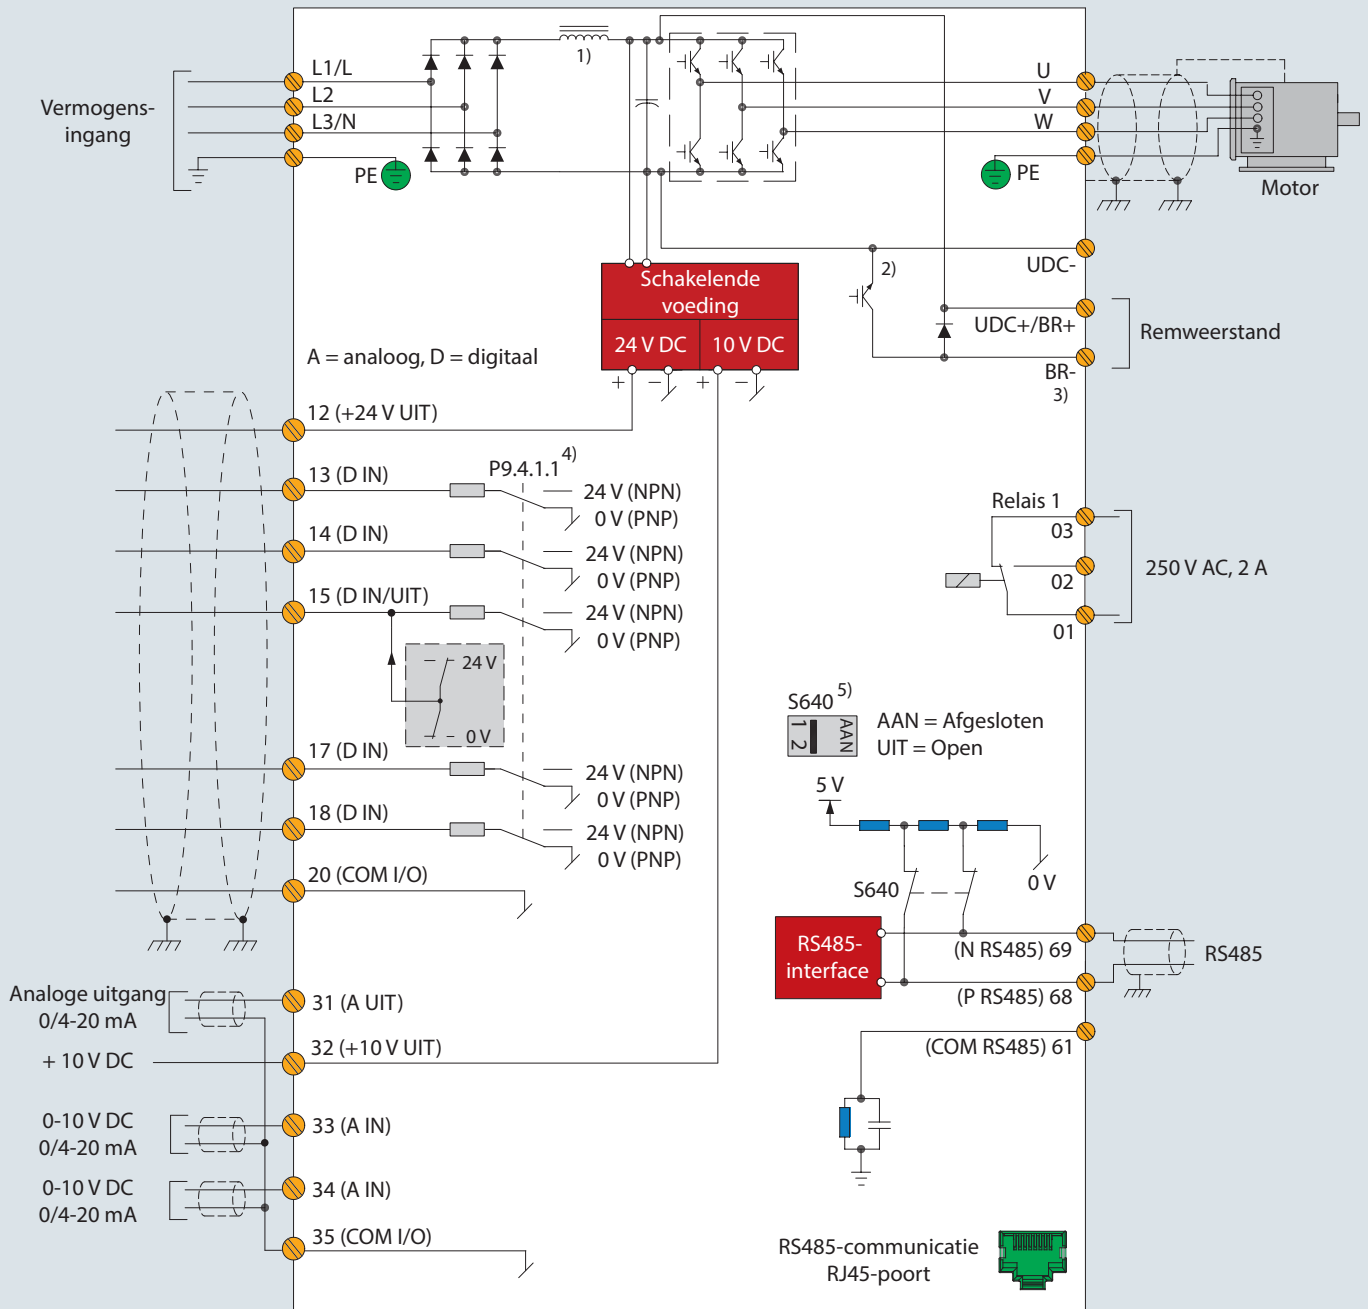 Vermogens-
ingang
L1/L
L2
L3/N
PE
1)
U
V
W
PE
Motor
UDC-
2)
UDC+/BR+
BR-
3)
Remweerstand
Schakelende
voeding
24 V DC
10 V DC
+
−
+
−
A = analoog, D = digitaal
12 (+24 V UIT)
13 (D IN)
P9.4.1.1 4)
24 V (NPN)
0 V (PNP)
14 (D IN)
24 V (NPN)
0 V (PNP)
15 (D IN/UIT)
24 V (NPN)
0 V (PNP)
24 V
0 V
17 (D IN)
24 V (NPN)
0 V (PNP)
18 (D IN)
24 V (NPN)
0 V (PNP)
20 (COM I/O)
Relais 1
03
02
01
250 V AC, 2 A
S640 5)
1 2
AAN
AAN = Afgesloten
UIT = Open
5 V
0 V
S640
RS485-
interface
(N RS485) 69
(P RS485) 68
RS485
(COM RS485) 61
Analoge uitgang
0/4-20 mA
31 (A UIT)
+ 10 V DC
32 (+10 V UIT)
0-10 V DC
0/4-20 mA
33 (A IN)
0-10 V DC
0/4-20 mA
34 (A IN)
35 (COM I/O)
RS485-communicatie
RJ45-poort